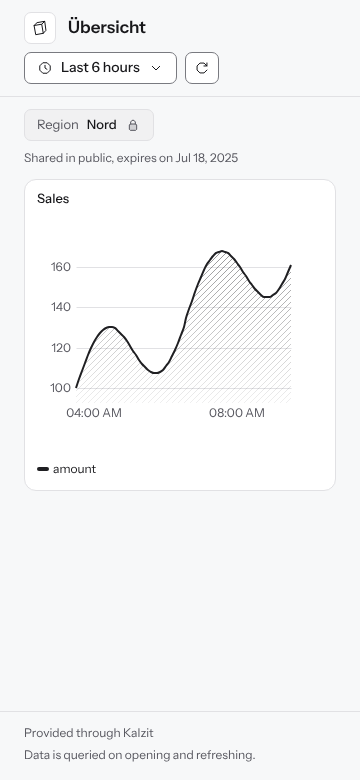 Übersicht
Last 6 hours
Region Nord
Shared in public, expires on Jul 18, 2025
Sales
160
140
120
100
04:00 AM 08:00 AM
amount
Provided through Kalzit
Data is queried on opening and refreshing.